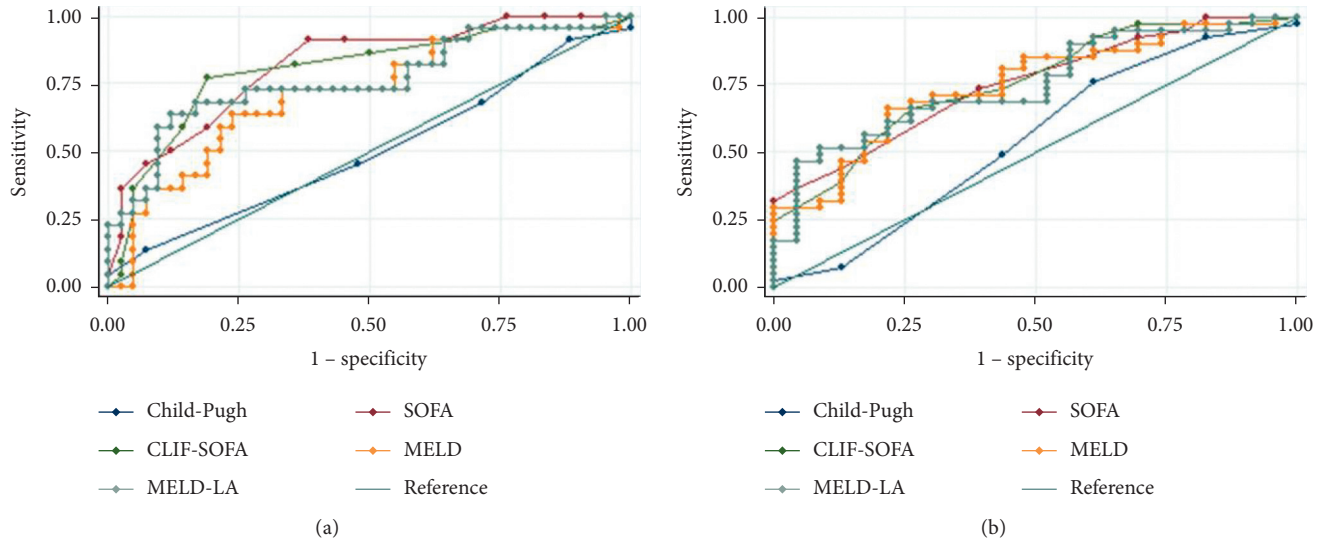 1.00
0.75
0.50
0.25
0.00
Sensitivity
0.00 0.25 0.50 0.75 1.00
1 – specificity
Child-Pugh SOFA
CLIF-SOFA MELD
MELD-LA Reference
(a)
1.00
0.75
0.50
0.25
0.00
Sensitivity
0.00 0.25 0.50 0.75 1.00
1 – specificity
Child-Pugh SOFA
CLIF-SOFA MELD
MELD-LA Reference
(b)